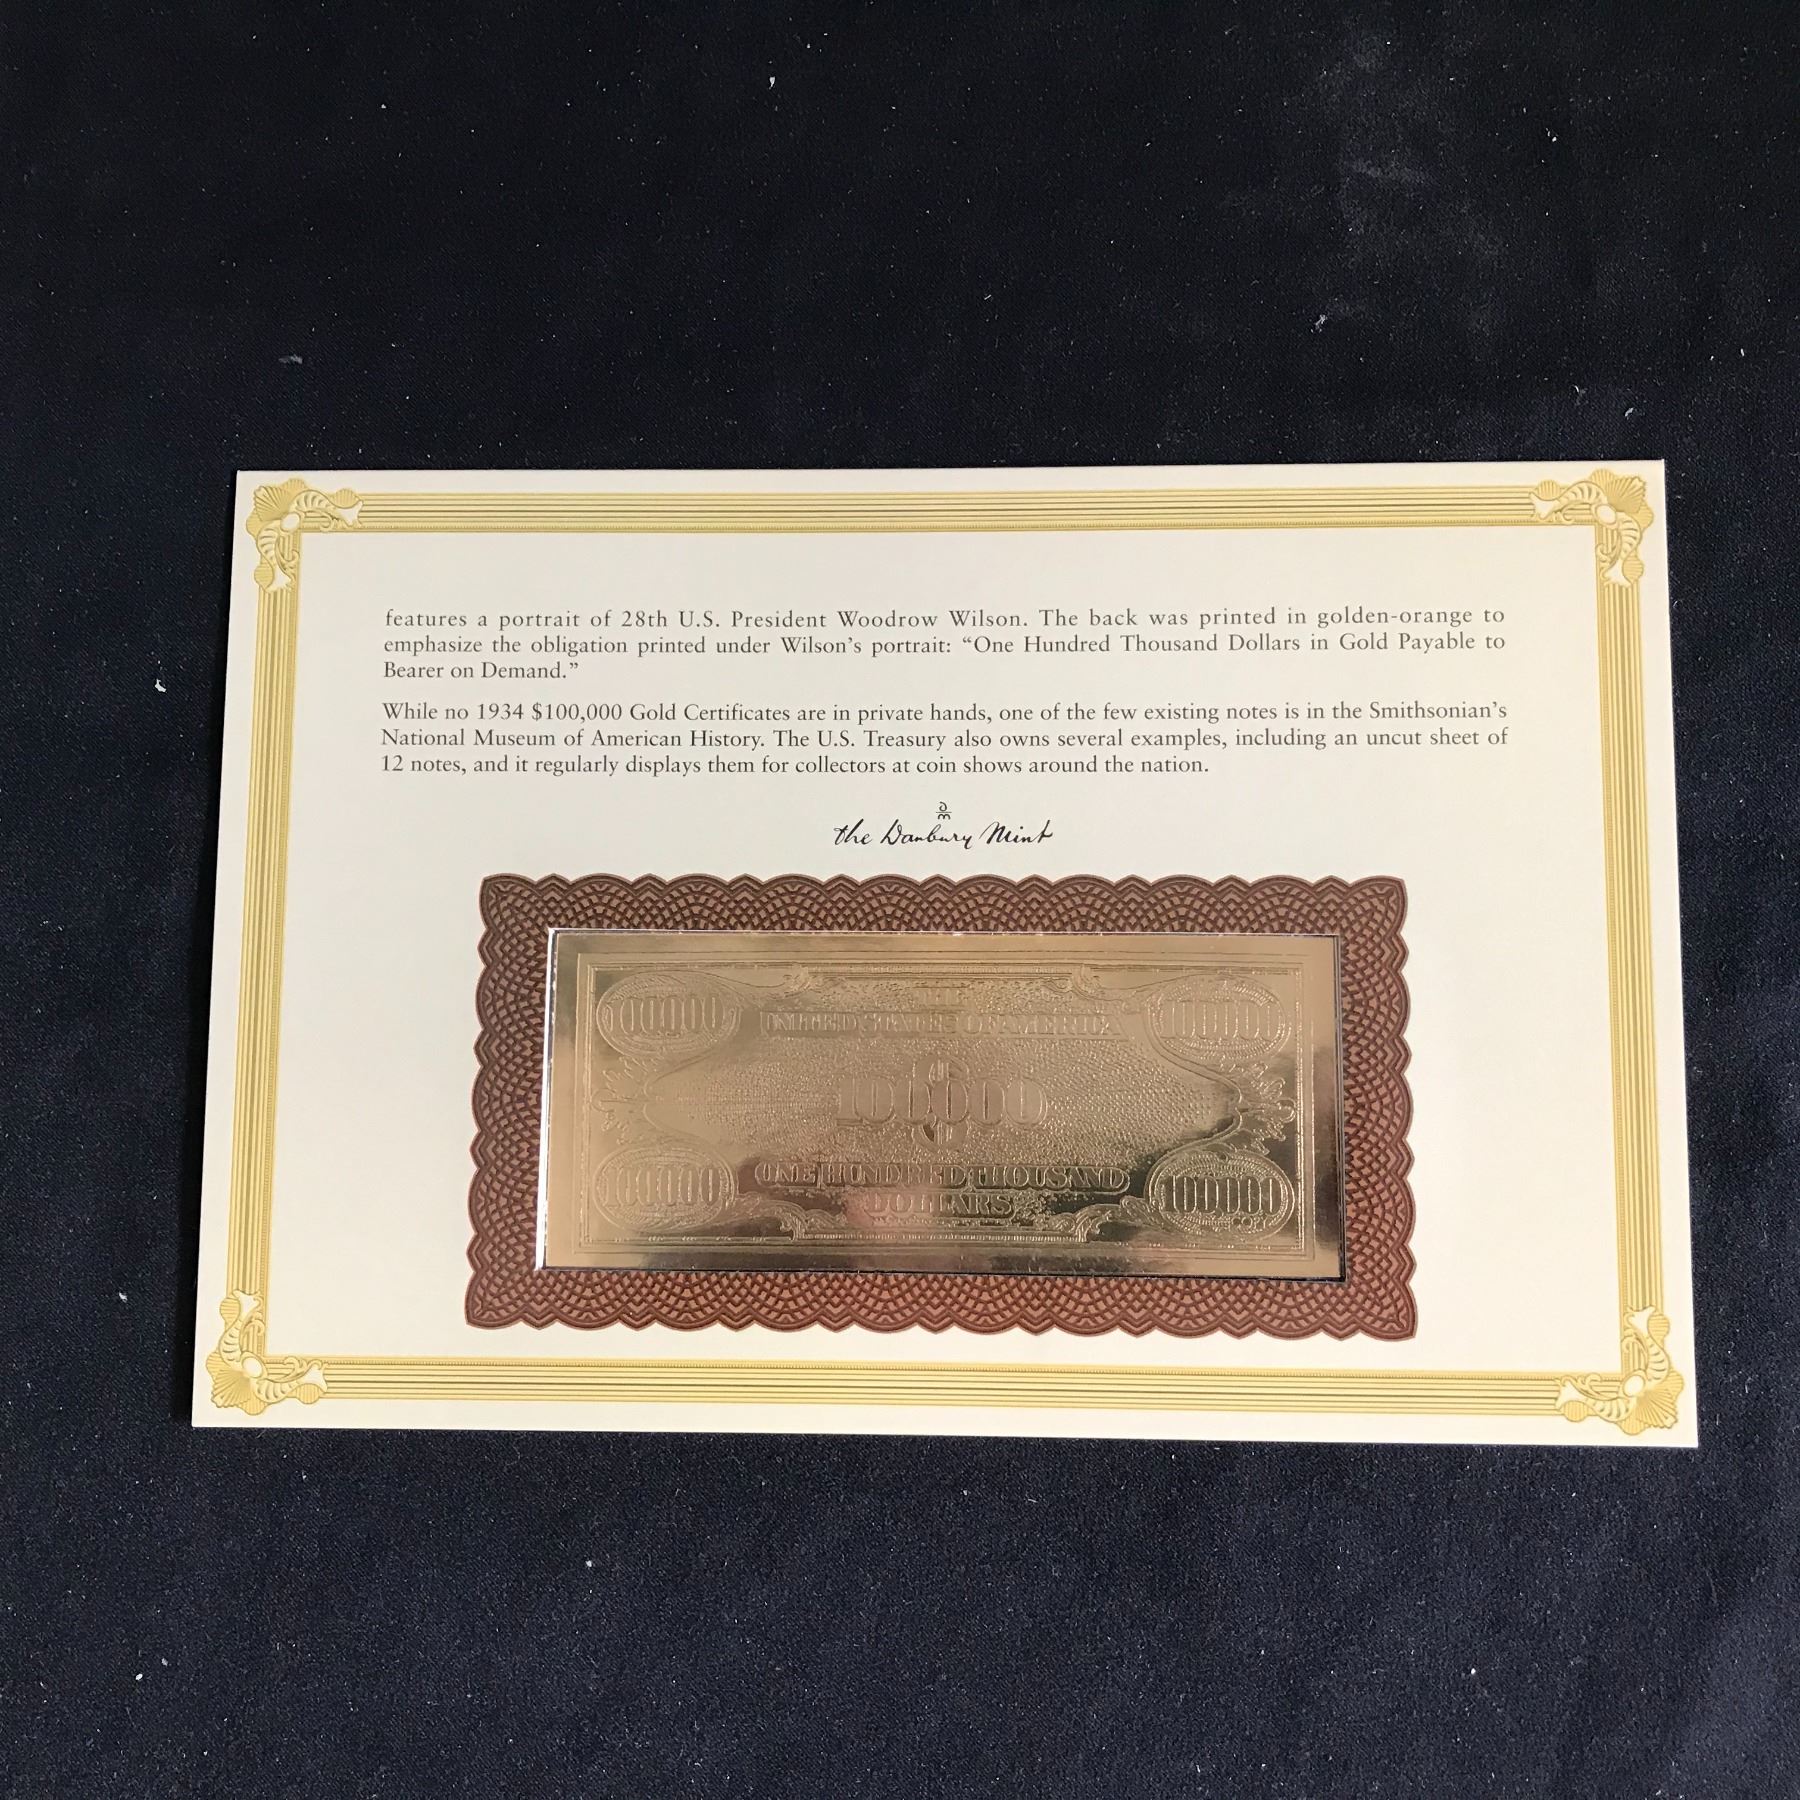 features a portrait of 28th U.S. President Woodrow Wilson. The back was printed in golden-orange to
emphasize the obligation printed under Wilson's portrait: “One Hundred Thousand Dollars in Gold Payable to
Bearer on Demand.”
While no 1934 $100,000 Gold Certificates are in private hands, one of the few existing notes is in the Smithsonian's
National Museum of American History. The U.S. Treasury also owns several examples, including an uncut sheet of
12 notes, and it regularly displays them for collectors at coin shows around the nation.
the Danbury Mint
THE
100000 UNITED STATES OF AMERICA 100000
100,000
100000 ONE HUNDRED THOUSAND 100000
DOLLARS
COPY